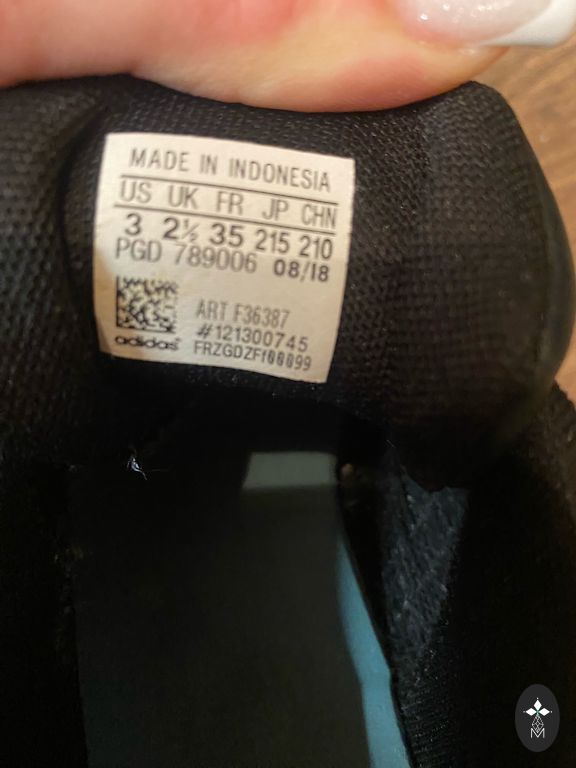 MADE IN INDONESIA
US UK FR JP CHN
3 2½ 35 215 210
PGD 789006 08/18
ART F36387
#121300745
adidas
FRZGDZFf00099
M